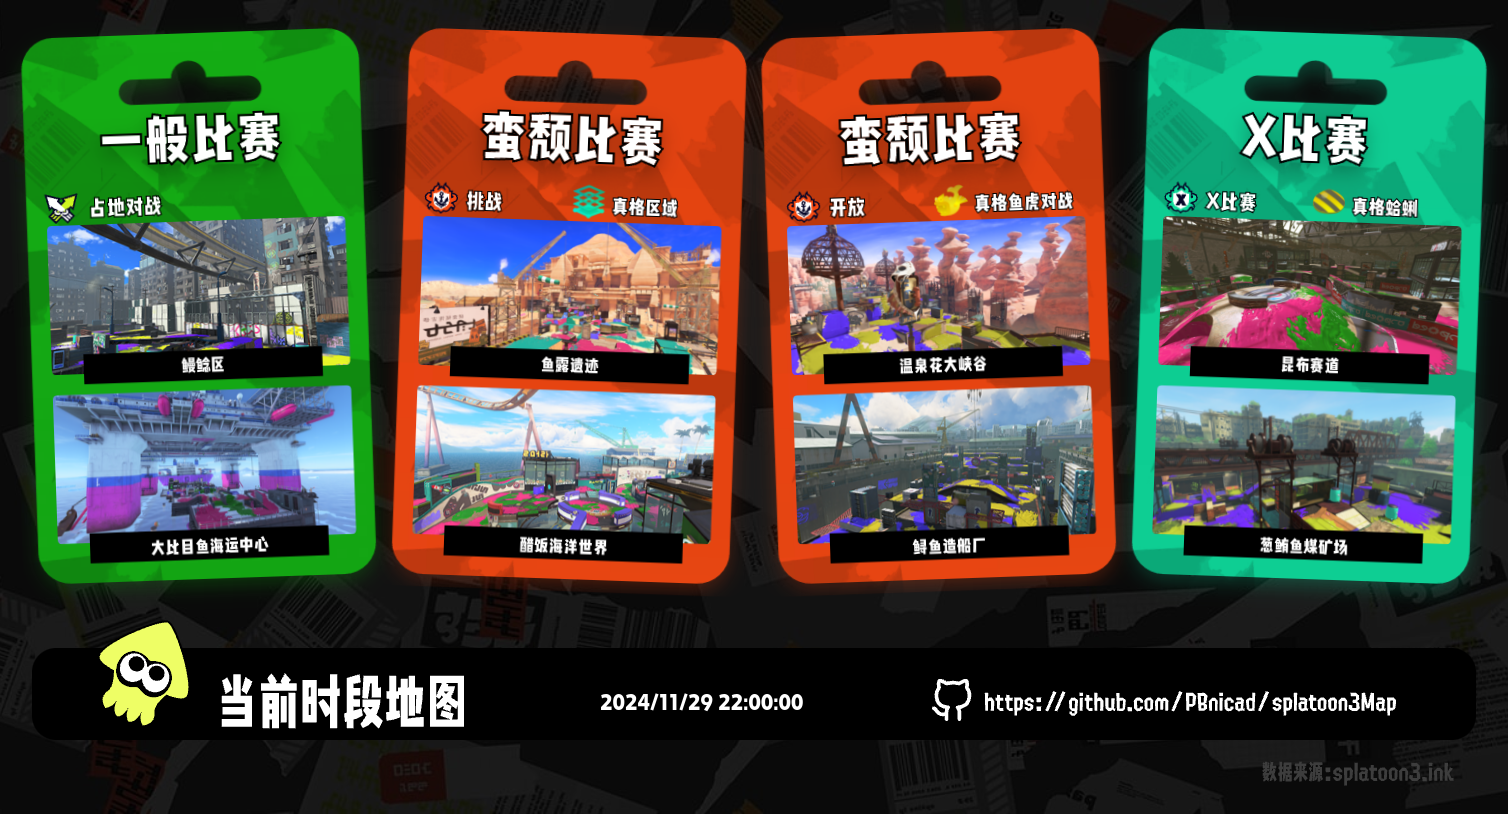 一般比赛
占地对战
鳗鲶区
大比目鱼海运中心
蛮颓比赛
挑战
真格区域
鱼露遗迹
醋饭海洋世界
蛮颓比赛
开放
真格鱼虎对战
温泉花大峡谷
鲟鱼造船厂
X比赛
X比赛
真格蛤蜊
昆布赛道
葱鲔鱼煤矿场
当前时段地图
2024/11/29 22:00:00
https://github.com/PBnicad/splatoon3Map
数据来源:splatoon3.ink